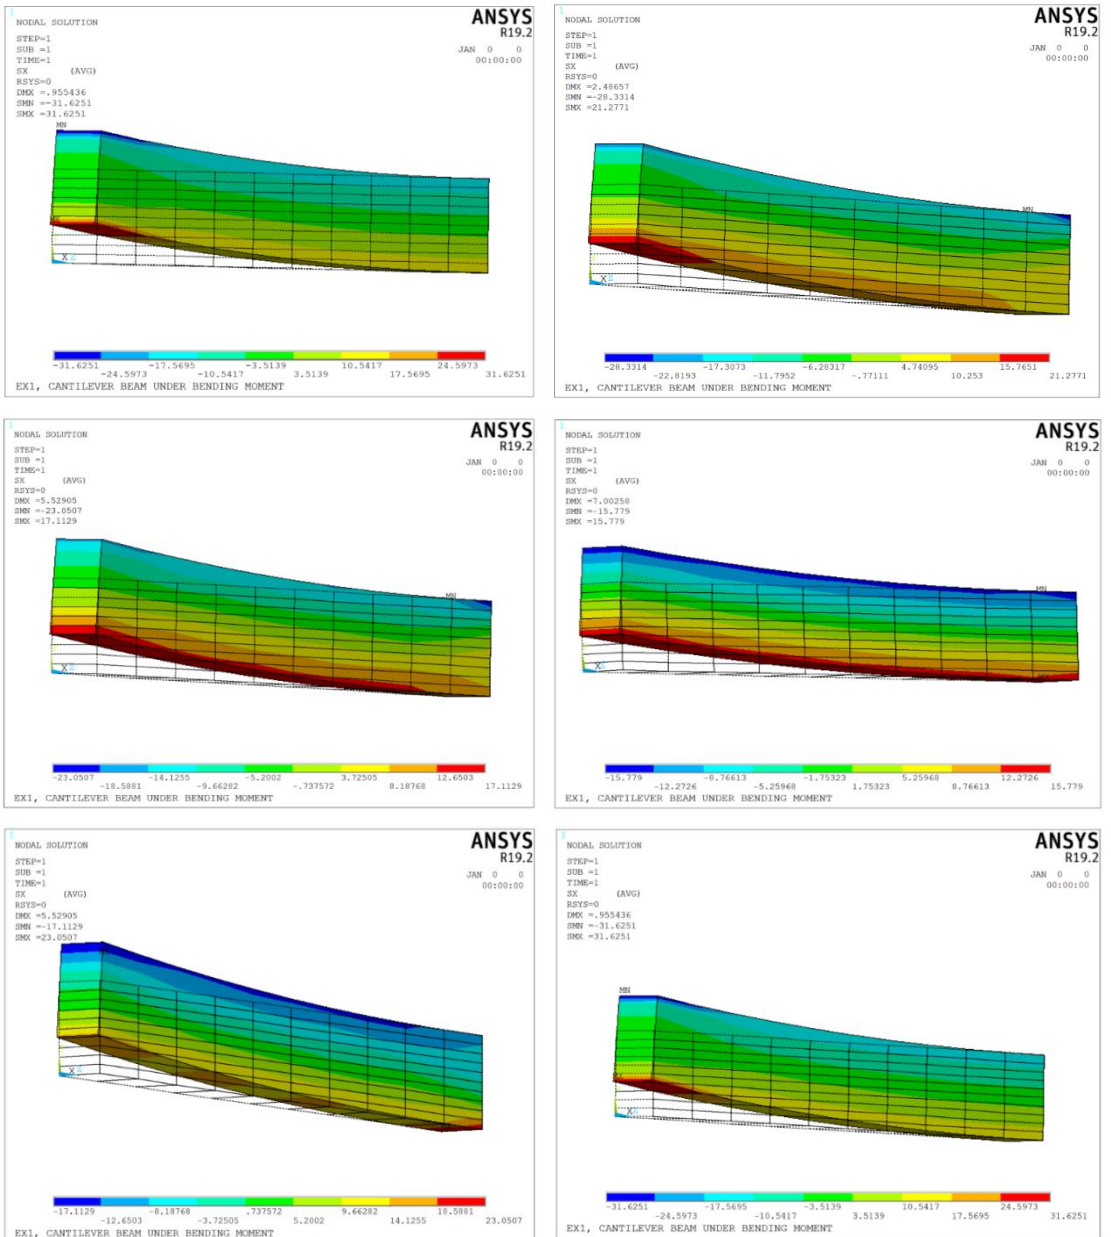 1
NODAL SOLUTION
STEP=1
SUB =1
TIME=1
SX (AVG)
RSYS=0
DMX =.955436
SMN =-31.6251
SMX =31.6251
ANSYS
R19.2
JAN 0 0
00:00:00
MN
X Z
-31.6251 -17.5695 -3.5139 10.5417 24.5973
-24.5973 -10.5417 3.5139 17.5695 31.6251
EX1, CANTILEVER BEAM UNDER BENDING MOMENT
1
NODAL SOLUTION
STEP=1
SUB =1
TIME=1
SX (AVG)
RSYS=0
DMX =2.48657
SMN =-28.3314
SMX =21.2771
ANSYS
R19.2
JAN 0 0
00:00:00
MN
X Z
-28.3314 -17.3073 -6.28317 4.74095 15.7651
-22.8193 -11.7952 -.77111 10.253 21.2771
EX1, CANTILEVER BEAM UNDER BENDING MOMENT
1
NODAL SOLUTION
STEP=1
SUB =1
TIME=1
SX (AVG)
RSYS=0
DMX =5.52905
SMN =-23.0507
SMX =17.1129
ANSYS
R19.2
JAN 0 0
00:00:00
MN
X Z
-23.0507 -14.1255 -5.2002 3.72505 12.6503
-18.5881 -9.66282 -.737572 8.18768 17.1129
EX1, CANTILEVER BEAM UNDER BENDING MOMENT
1
NODAL SOLUTION
STEP=1
SUB =1
TIME=1
SX (AVG)
RSYS=0
DMX =7.00258
SMN =-15.779
SMX =15.779
ANSYS
R19.2
JAN 0 0
00:00:00
MN
X Z
-15.779 -8.76613 -1.75323 5.25968 12.2726
-12.2726 -5.25968 1.75323 8.76613 15.779
EX1, CANTILEVER BEAM UNDER BENDING MOMENT
1
NODAL SOLUTION
STEP=1
SUB =1
TIME=1
SX (AVG)
RSYS=0
DMX =5.52905
SMN =-17.1129
SMX =23.0507
ANSYS
R19.2
JAN 0 0
00:00:00
X Z
-17.1129 -8.18768 .737572 9.66282 18.5881
-12.6503 -3.72505 5.2002 14.1255 23.0507
EX1, CANTILEVER BEAM UNDER BENDING MOMENT
1
NODAL SOLUTION
STEP=1
SUB =1
TIME=1
SX (AVG)
RSYS=0
DMX =.955436
SMN =-31.6251
SMX =31.6251
ANSYS
R19.2
JAN 0 0
00:00:00
MN
X Z
-31.6251 -17.5695 -3.5139 10.5417 24.5973
-24.5973 -10.5417 3.5139 17.5695 31.6251
EX1, CANTILEVER BEAM UNDER BENDING MOMENT